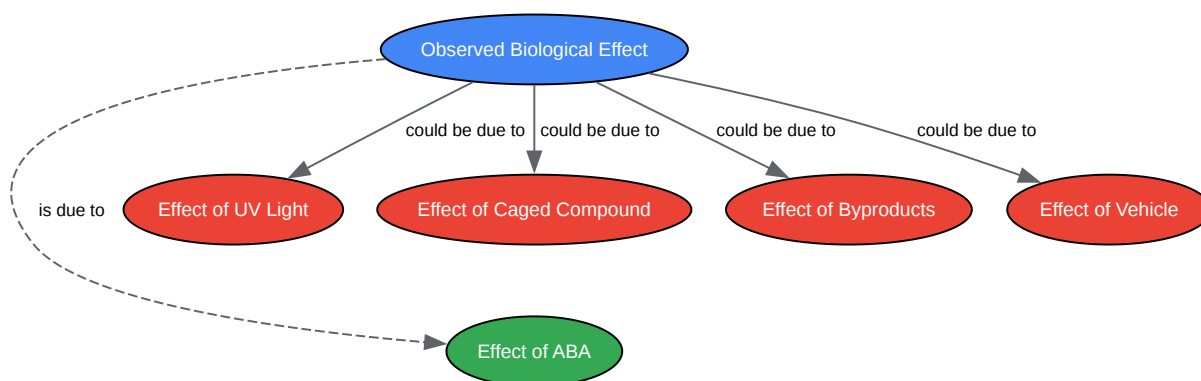 Observed Biological Effect
could be due to
could be due to
could be due to
could be due to
Effect of UV Light
Effect of Caged Compound
Effect of Byproducts
Effect of Vehicle
is due to
Effect of ABA